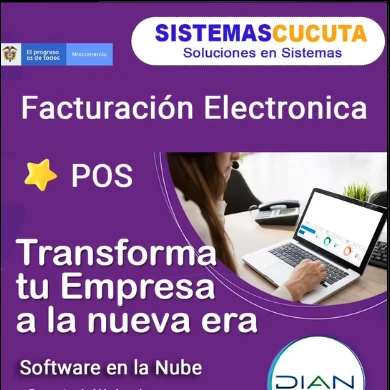 El progreso
es de todos
Mincomercio
SISTEMASCUCUTA
Soluciones en Sistemas
Facturación Electronica
POS
Transforma
tu Empresa
a la nueva era
Software en la Nube
DIAN